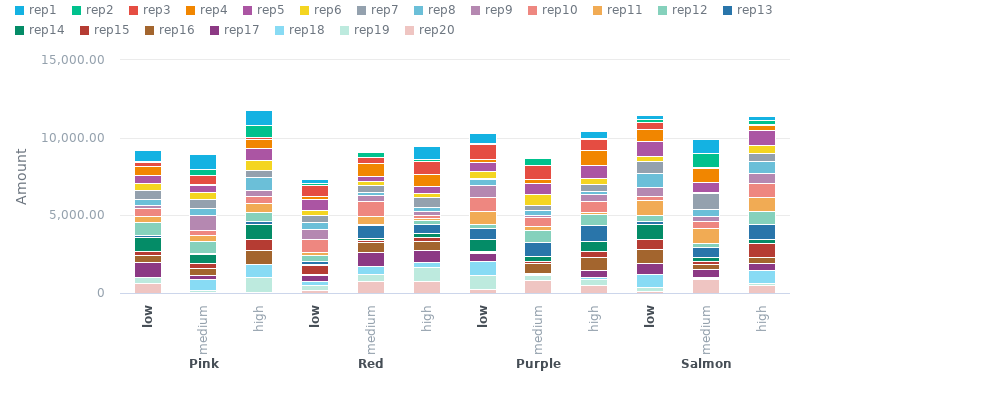 rep1 rep2 rep3 rep4 rep5 rep6 rep7 rep8 rep9 rep10 rep11 rep12 rep13
rep14 rep15 rep16 rep17 rep18 rep19 rep20
15,000.00
10,000.00
5,000.00
0
Amount
low medium high low medium high low medium high low medium high
Pink Red Purple Salmon